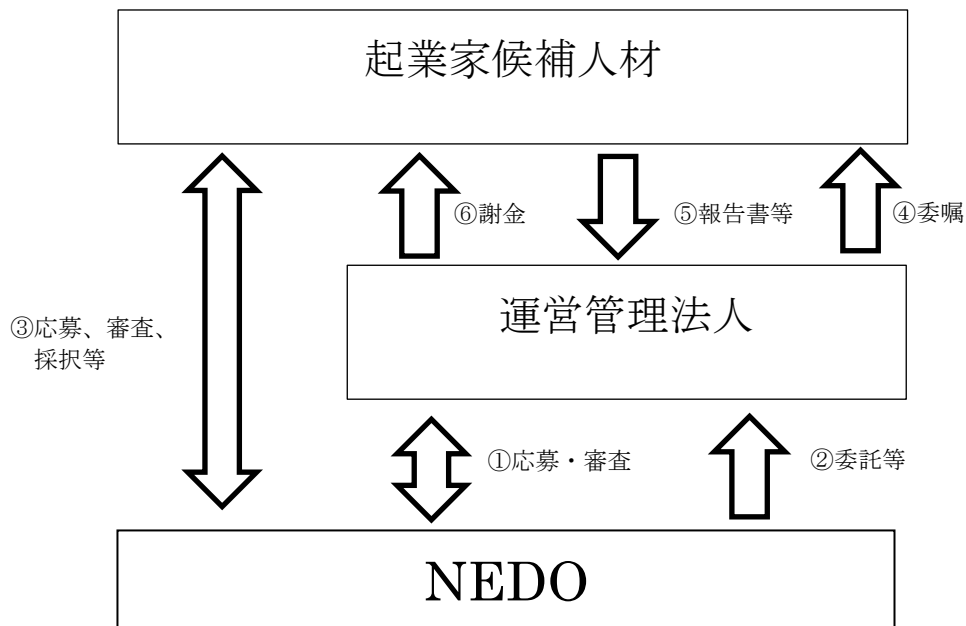 起業家候補人材
⑥謝金
⑤報告書等
④委嘱
運営管理法人
③応募、審査、
採択等
①応募・審査
②委託等
NEDO